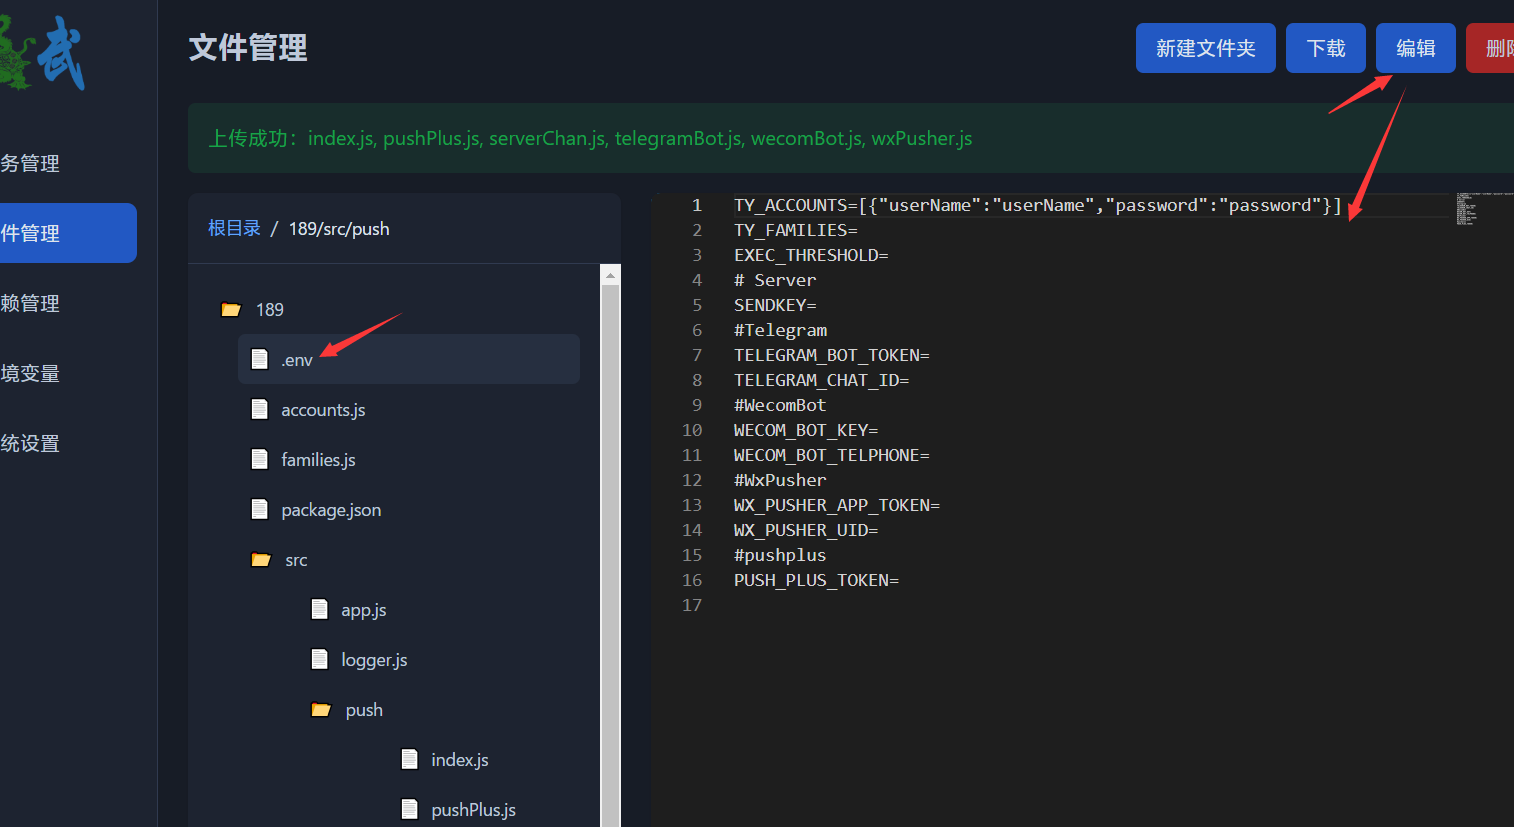 武
务管理
件管理
赖管理
境变量
统设置
文件管理
新建文件夹
下载
编辑
删除
上传成功：index.js, pushPlus.js, serverChan.js, telegramBot.js, wecomBot.js, wxPusher.js
根目录 / 189/src/push
189
.env
accounts.js
families.js
package.json
src
app.js
logger.js
push
index.js
pushPlus.js
1 TY_ACCOUNTS=[{"userName":"userName","password":"password"}]
2 TY_FAMILIES=
3 EXEC_THRESHOLD=
4 # Server
5 SENDKEY=
6 #Telegram
7 TELEGRAM_BOT_TOKEN=
8 TELEGRAM_CHAT_ID=
9 #WecomBot
10 WECOM_BOT_KEY=
11 WECOM_BOT_TELPHONE=
12 #WxPusher
13 WX_PUSHER_APP_TOKEN=
14 WX_PUSHER_UID=
15 #pushplus
16 PUSH_PLUS_TOKEN=
17